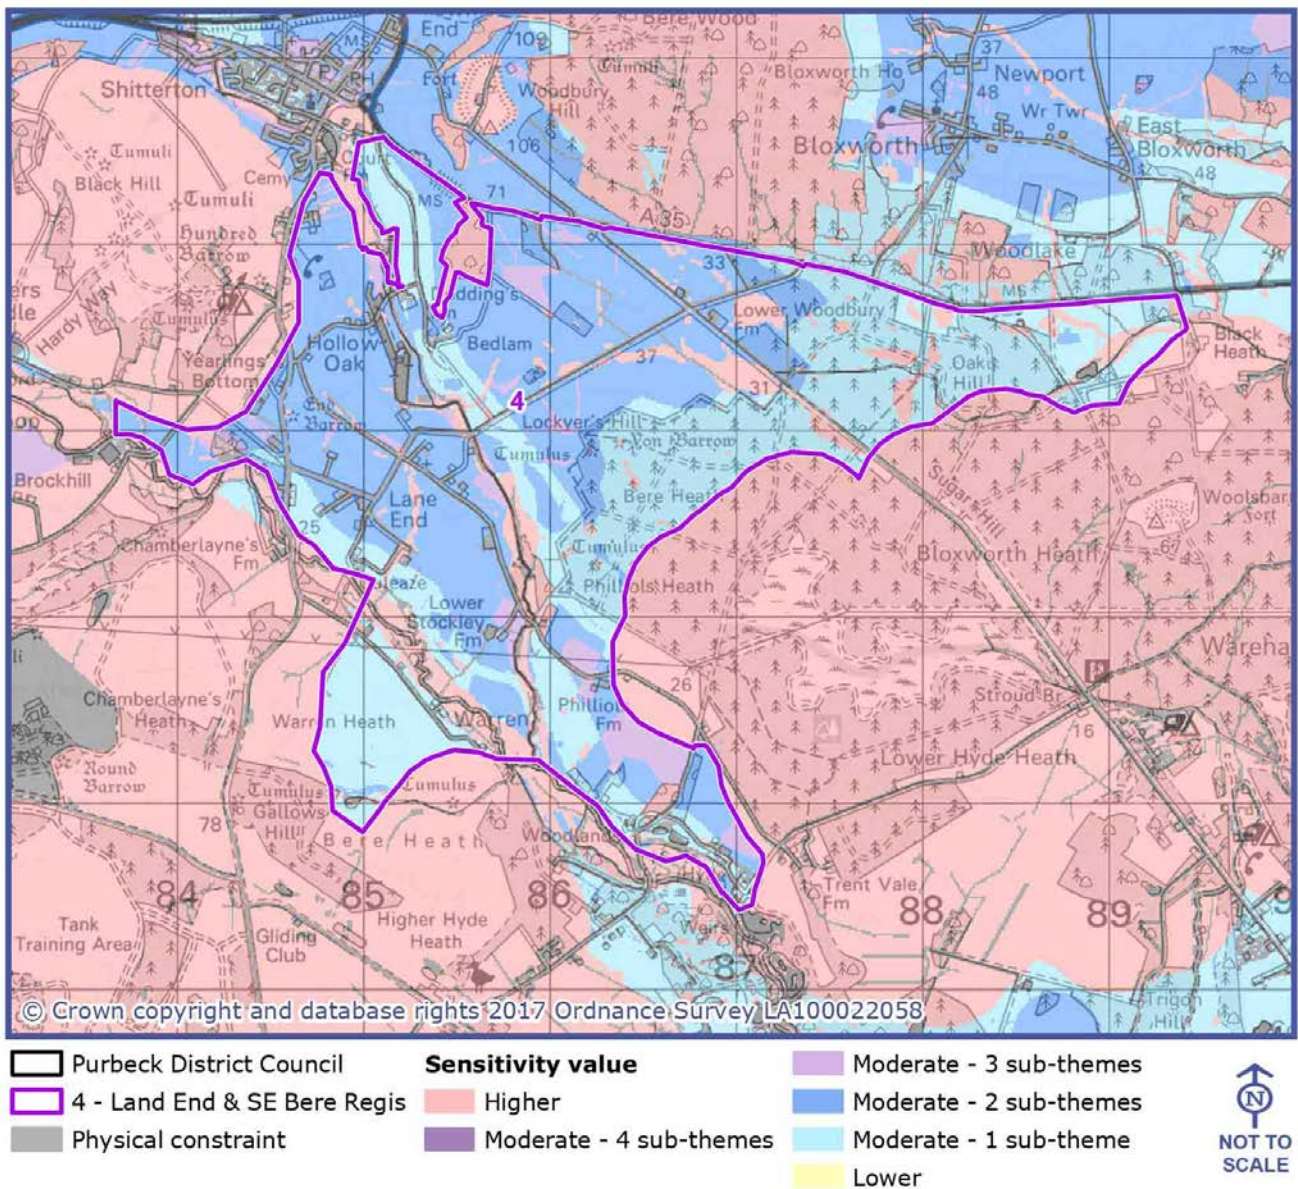 End
109
Bere Wood
MS
PH
Fort
Tumuli
Woodbury
Hill
Bloxworth Ho
37
48
Newport
Wr Twr
Shitterton
106
Bloxworth
East
Bloxworth
Tumuli
Black Hill
Cemy
MS
71
48
Tumuli
Hundred
Barrow
A 35
33
Woodlake
MS
Hardy Way
Tumulus
Lower Woodbury
Fm
Black
Heath
Yearlings
Bottom
Hollow
Oak
Bedlam
37
31
Oak
Hill
4
Lockyer's Hill
Fox Barrow
Tumulus
Brockhill
Lane
End
25
Bere Heath
Sugar Hill
Woolsbar
Fort
67
Chamberlayne's
Fm
Tumulus
Bloxworth Heath
Philliols Heath
Lower
Stockley
Fm
Wareha
Chamberlayne's
Heath
Warren Heath
Warren
26
Philliol
Fm
Stroud Br
16
Round
Barrow
Tumulus
Gallows
Hill
Tumulus
Lower Hyde Heath
78
Bere Heath
Woodlands
84
85
86
Trent Vale
Fm
88
89
9
Tank
Training Area
Gliding
Club
Higher Hyde
Heath
Weirs
87
Trigon
Hill
© Crown copyright and database rights 2017 Ordnance Survey LA100022058
Purbeck District Council
4 - Land End & SE Bere Regis
Physical constraint
Sensitivity value
Higher
Moderate - 4 sub-themes
Moderate - 3 sub-themes
Moderate - 2 sub-themes
Moderate - 1 sub-theme
Lower
N
NOT TO
SCALE